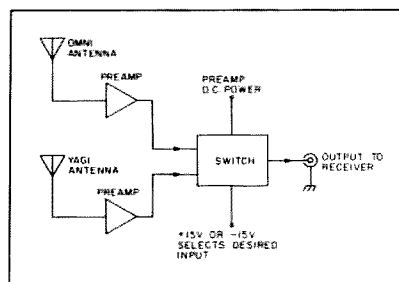 OMNI
ANTENNA
PREAMP
YAGI
ANTENNA
PREAMP
PREAMP
D.C. POWER
SWITCH
OUTPUT TO
RECEIVER
+15V OR -15V
SELECTS DESIRED
INPUT